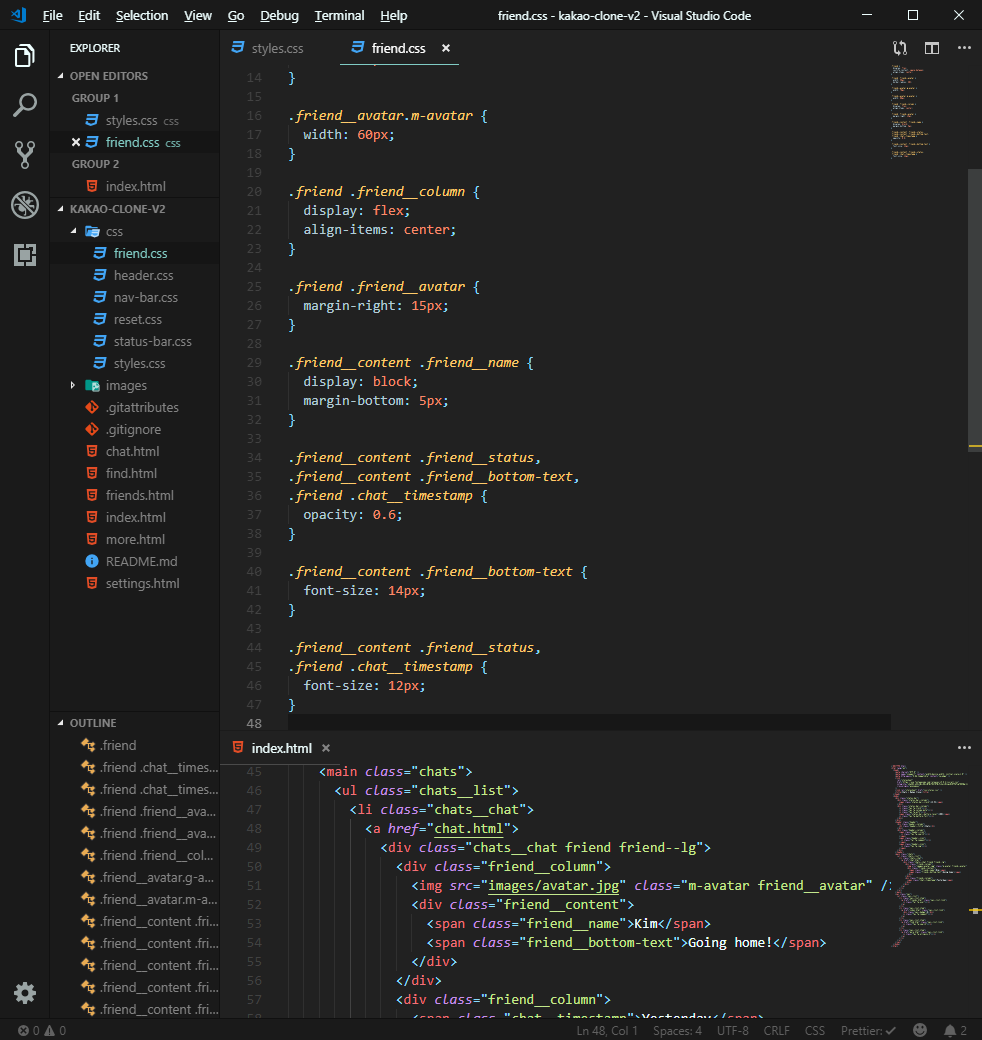 File Edit Selection View Go Debug Terminal Help friend.css - kakao-clone-v2 - Visual Studio Code
EXPLORER
OPEN EDITORS
GROUP 1
styles.css css
friend.css css
GROUP 2
index.html
KAKAO-CLONE-V2
css
friend.css
header.css
nav-bar.css
reset.css
status-bar.css
styles.css
images
.gitattributes
.gitignore
chat.html
find.html
friends.html
index.html
more.html
README.md
settings.html
OUTLINE
.friend
.friend .chat__times...
.friend .chat__times...
.friend .friend__ava...
.friend .friend__ava...
.friend .friend__col...
.friend__avatar.g-a...
.friend__avatar.m-a...
.friend__content .fri...
.friend__content .fri...
.friend__content .fri...
.friend__content .fri...
.friend__content .fri...
styles.css friend.css
14 }
15
16 .friend__avatar.m-avatar {
17 width: 60px;
18 }
19
20 .friend .friend__column {
21 display: flex;
22 align-items: center;
23 }
24
25 .friend .friend__avatar {
26 margin-right: 15px;
27 }
28
29 .friend__content .friend__name {
30 display: block;
31 margin-bottom: 5px;
32 }
33
34 .friend__content .friend__status,
35 .friend__content .friend__bottom-text,
36 .friend .chat__timestamp {
37 opacity: 0.6;
38 }
39
40 .friend__content .friend__bottom-text {
41 font-size: 14px;
42 }
43
44 .friend__content .friend__status,
45 .friend .chat__timestamp {
46 font-size: 12px;
47 }
48
index.html
45 <main class="chats">
46 <ul class="chats__list">
47 <li class="chats__chat">
48 <a href="chat.html">
49 <div class="chats__chat friend friend--lg">
50 <div class="friend__column">
51 <img src="images/avatar.jpg" class="m-avatar friend__avatar" /
52 <div class="friend__content">
53 <span class="friend__name">Kim</span>
54 <span class="friend__bottom-text">Going home!</span>
55 </div>
56 </div>
57 <div class="friend__column">
58 <span class="chat__timestamp">Yesterday</span>
0 0 Ln 48, Col 1 Spaces: 4 UTF-8 CRLF CSS Prettier: ✓ 2